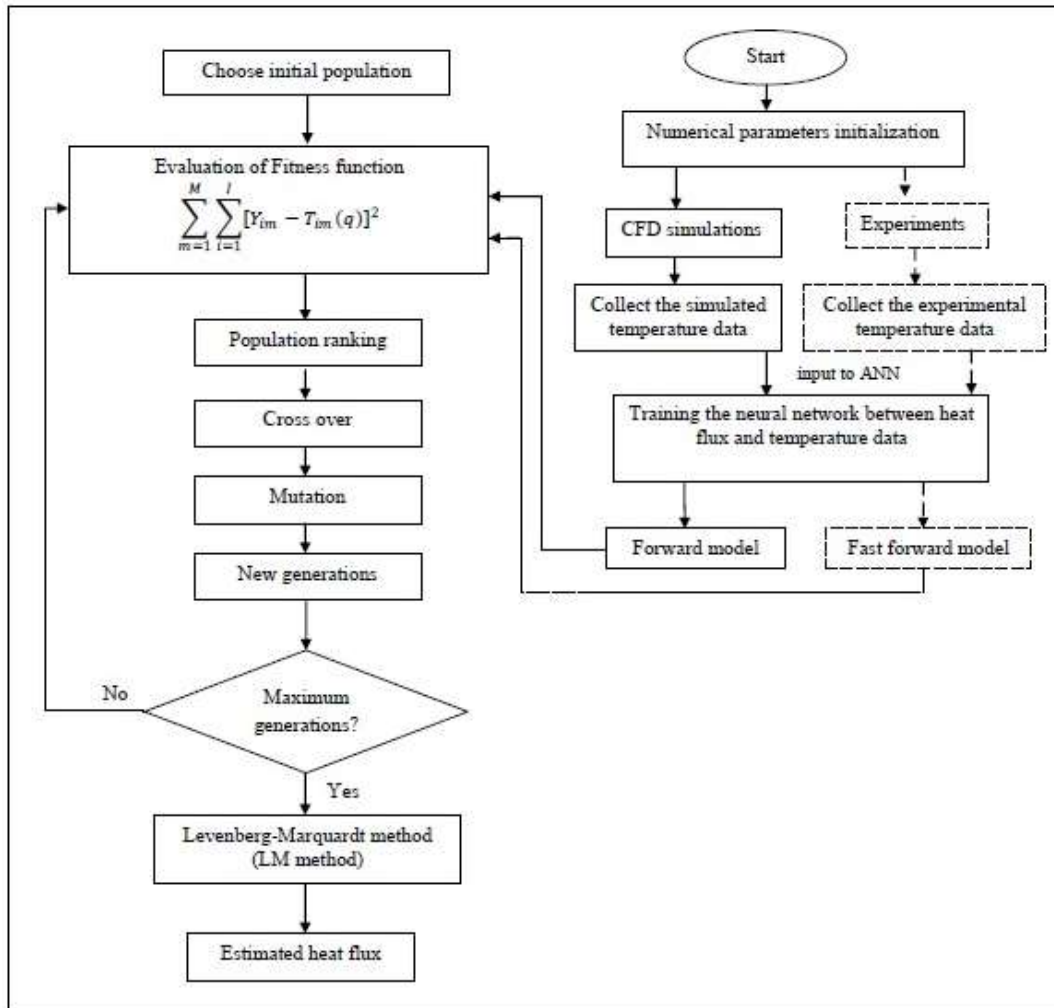 Start
Numerical parameters initialization
CFD simulations
Experiments
Collect the simulated
temperature data
Collect the experimental
temperature data
input to ANN
Training the neural network between heat
flux and temperature data
Forward model
Fast forward model
Choose initial population
Evaluation of Fitness function
$\sum_{m=1}^{M} \sum_{i=1}^{I} [Y_{im} - T_{im}(q)]^2$
Population ranking
Cross over
Mutation
New generations
Maximum
generations?
No
Yes
Levenberg-Marquardt method
(LM method)
Estimated heat flux